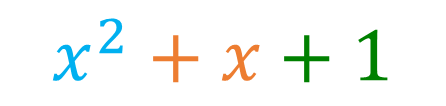 x² + x + 1